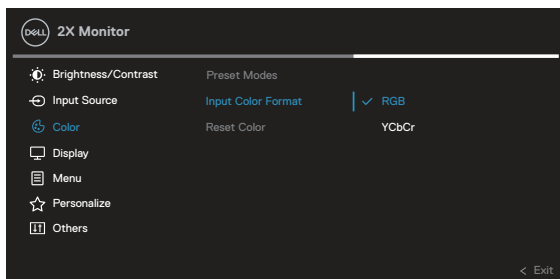 DELL 2X Monitor
Brightness/Contrast Preset Modes
Input Source Input Color Format ✓ RGB
Color Reset Color YCbCr
Display
Menu
Personalize
Others
< Exit